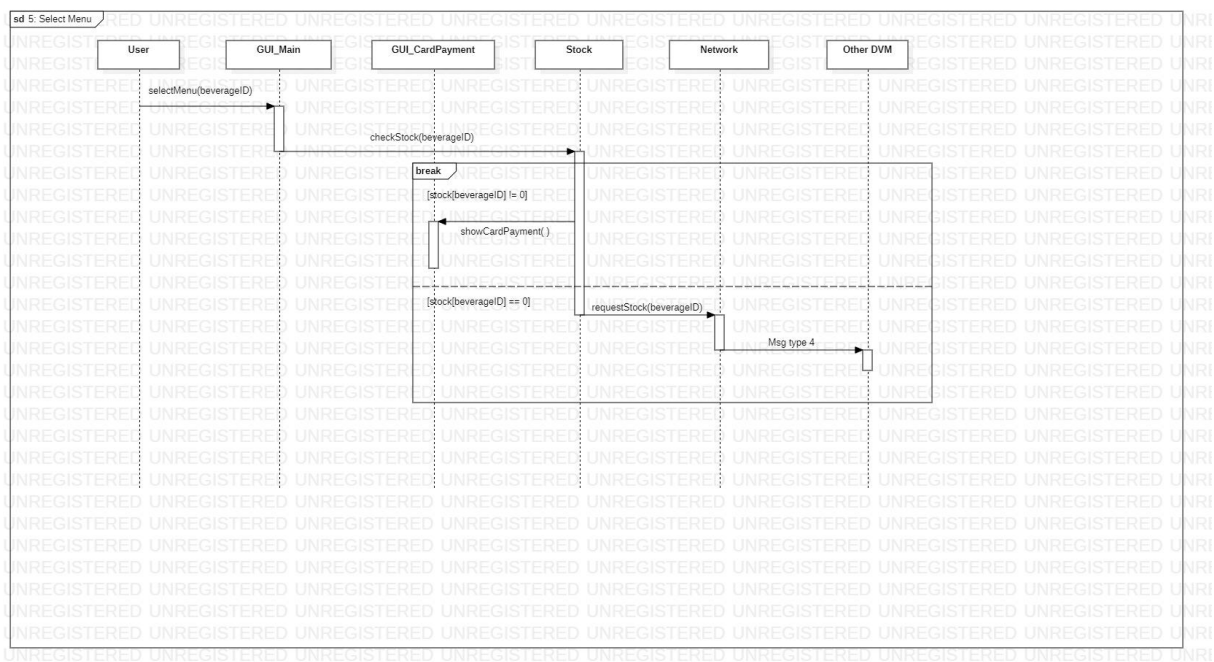 sd 5: Select Menu
User
GUI_Main
GUI_CardPayment
Stock
Network
Other DVM
selectMenu(beverageID)
checkStock(beverageID)
break
[stock[beverageID] != 0]
showCardPayment( )
[stock[beverageID] == 0]
requestStock(beverageID)
Msg type 4
UNREGISTERED